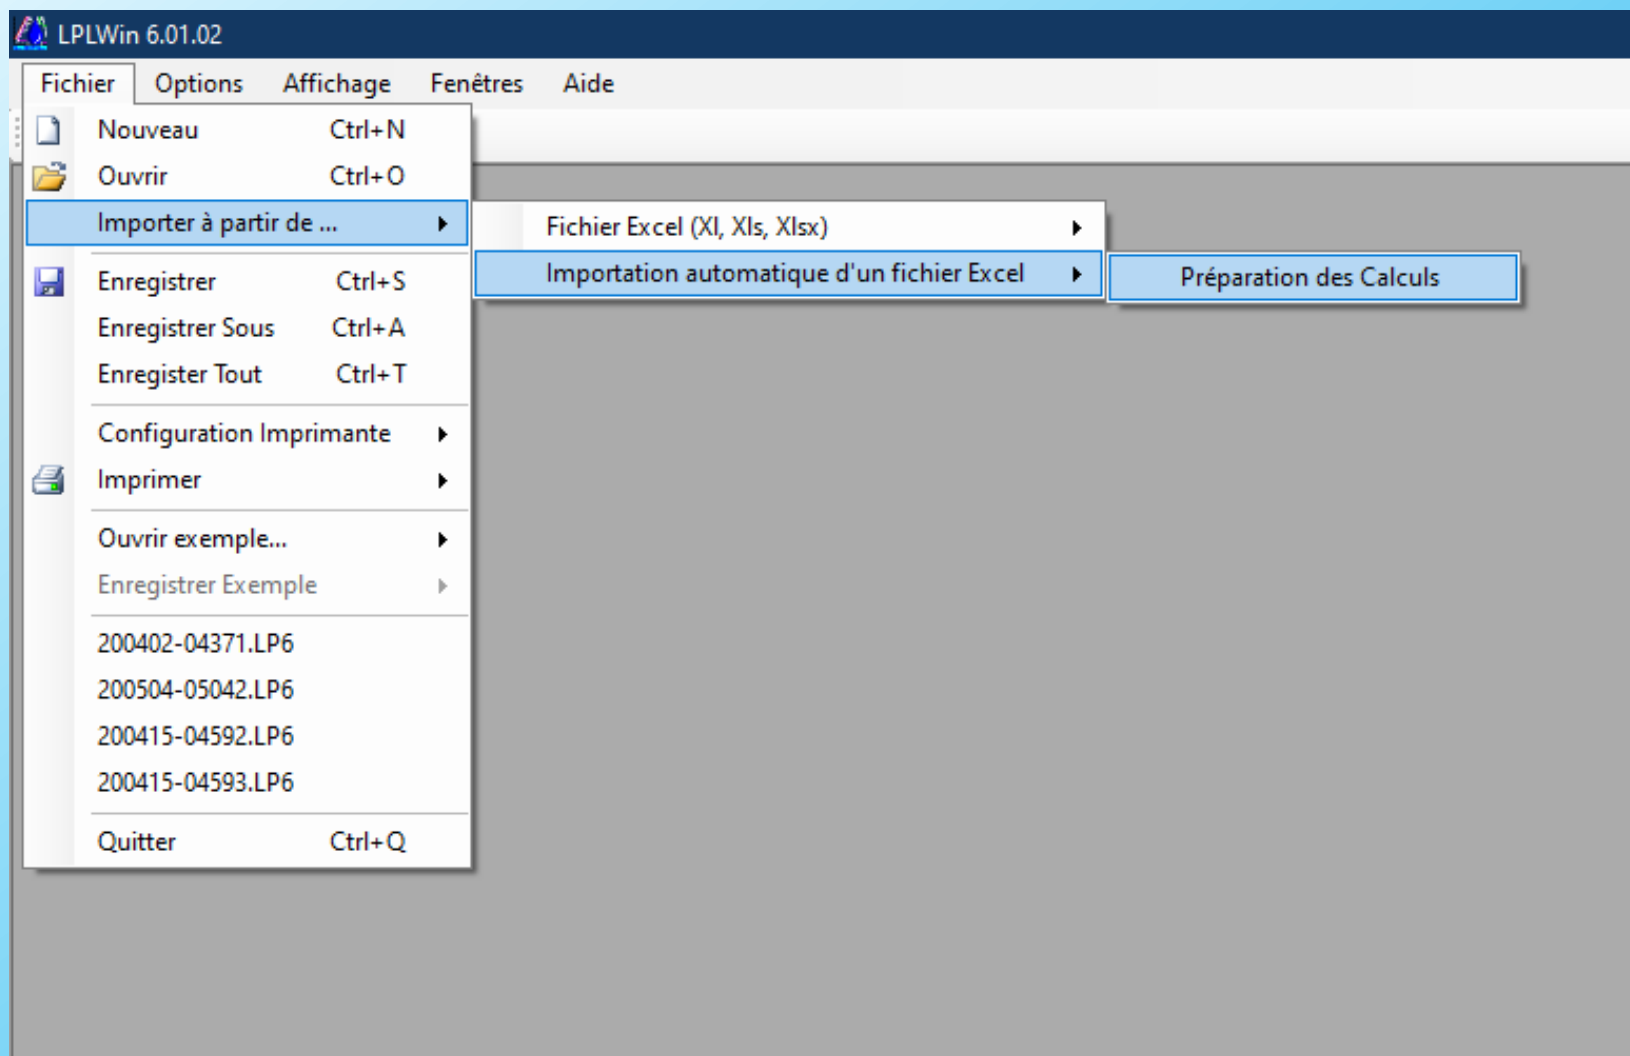 LPLWin 6.01.02
Fichier Options Affichage Fenêtres Aide
Nouveau Ctrl+N
Ouvrir Ctrl+O
Importer à partir de ...
Fichier Excel (Xl, Xls, Xlsx)
Importation automatique d'un fichier Excel
Préparation des Calculs
Enregistrer Ctrl+S
Enregistrer Sous Ctrl+A
Enregister Tout Ctrl+T
Configuration Imprimante
Imprimer
Ouvrir exemple...
Enregistrer Exemple
200402-04371.LP6
200504-05042.LP6
200415-04592.LP6
200415-04593.LP6
Quitter Ctrl+Q